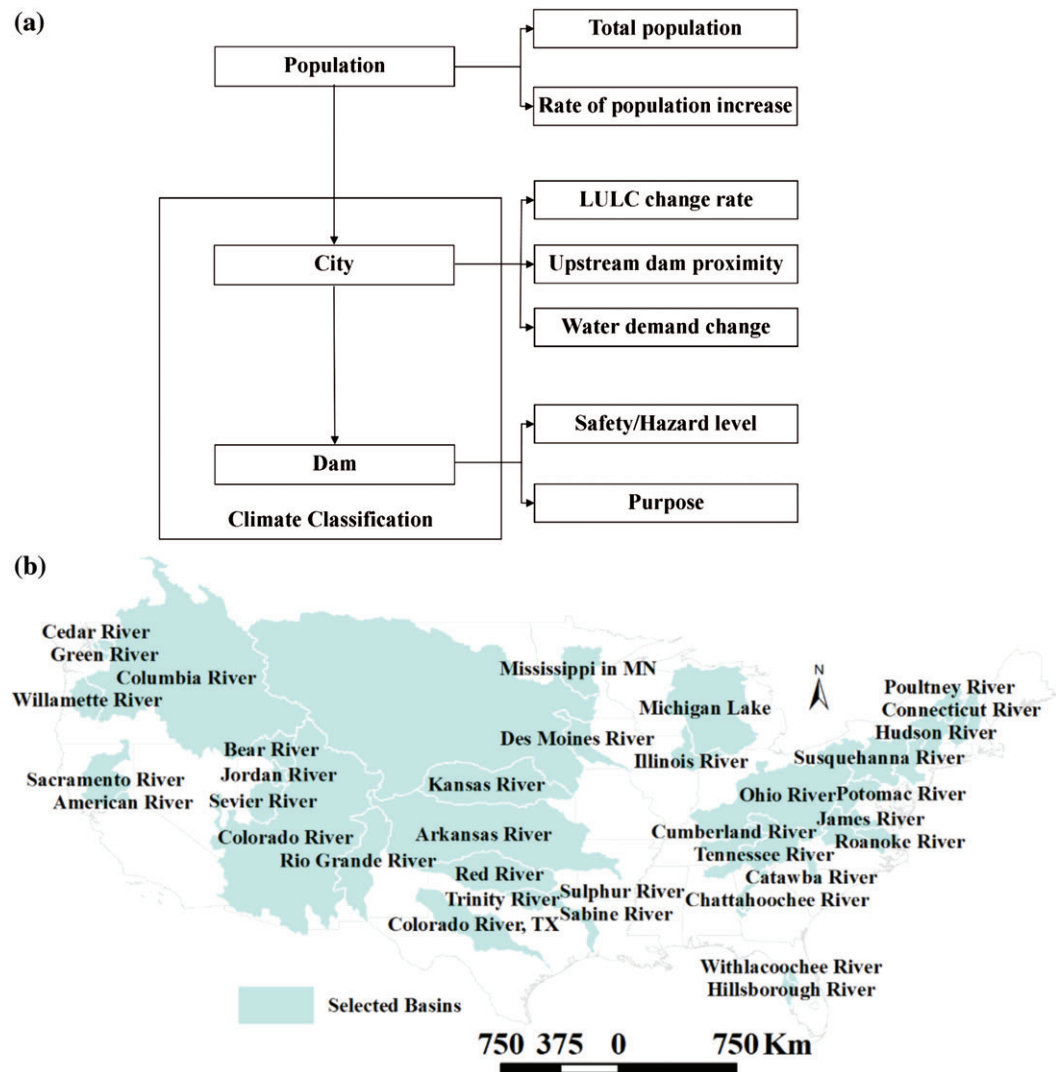 (a)
Total population
Population
Rate of population increase
LULC change rate
City
Upstream dam proximity
Water demand change
Safety/Hazard level
Dam
Purpose
Climate Classification
(b)
Cedar River
Green River
Columbia River
Willamette River
Mississippi in MN
N
Michigan Lake
Poultney River
Connecticut River
Hudson River
Bear River
Des Moines River
Illinois River
Susquehanna River
Sacramento River
Jordan River
American River
Sevier River
Kansas River
Ohio River
Potomac River
Colorado River
Arkansas River
Cumberland River
James River
Roanoke River
Rio Grande River
Red River
Tennessee River
Catawba River
Trinity River
Sulphur River
Chattahoochee River
Colorado River, TX
Sabine River
Withlacoochee River
Hillsborough River
Selected Basins
750 375 0 750 Km